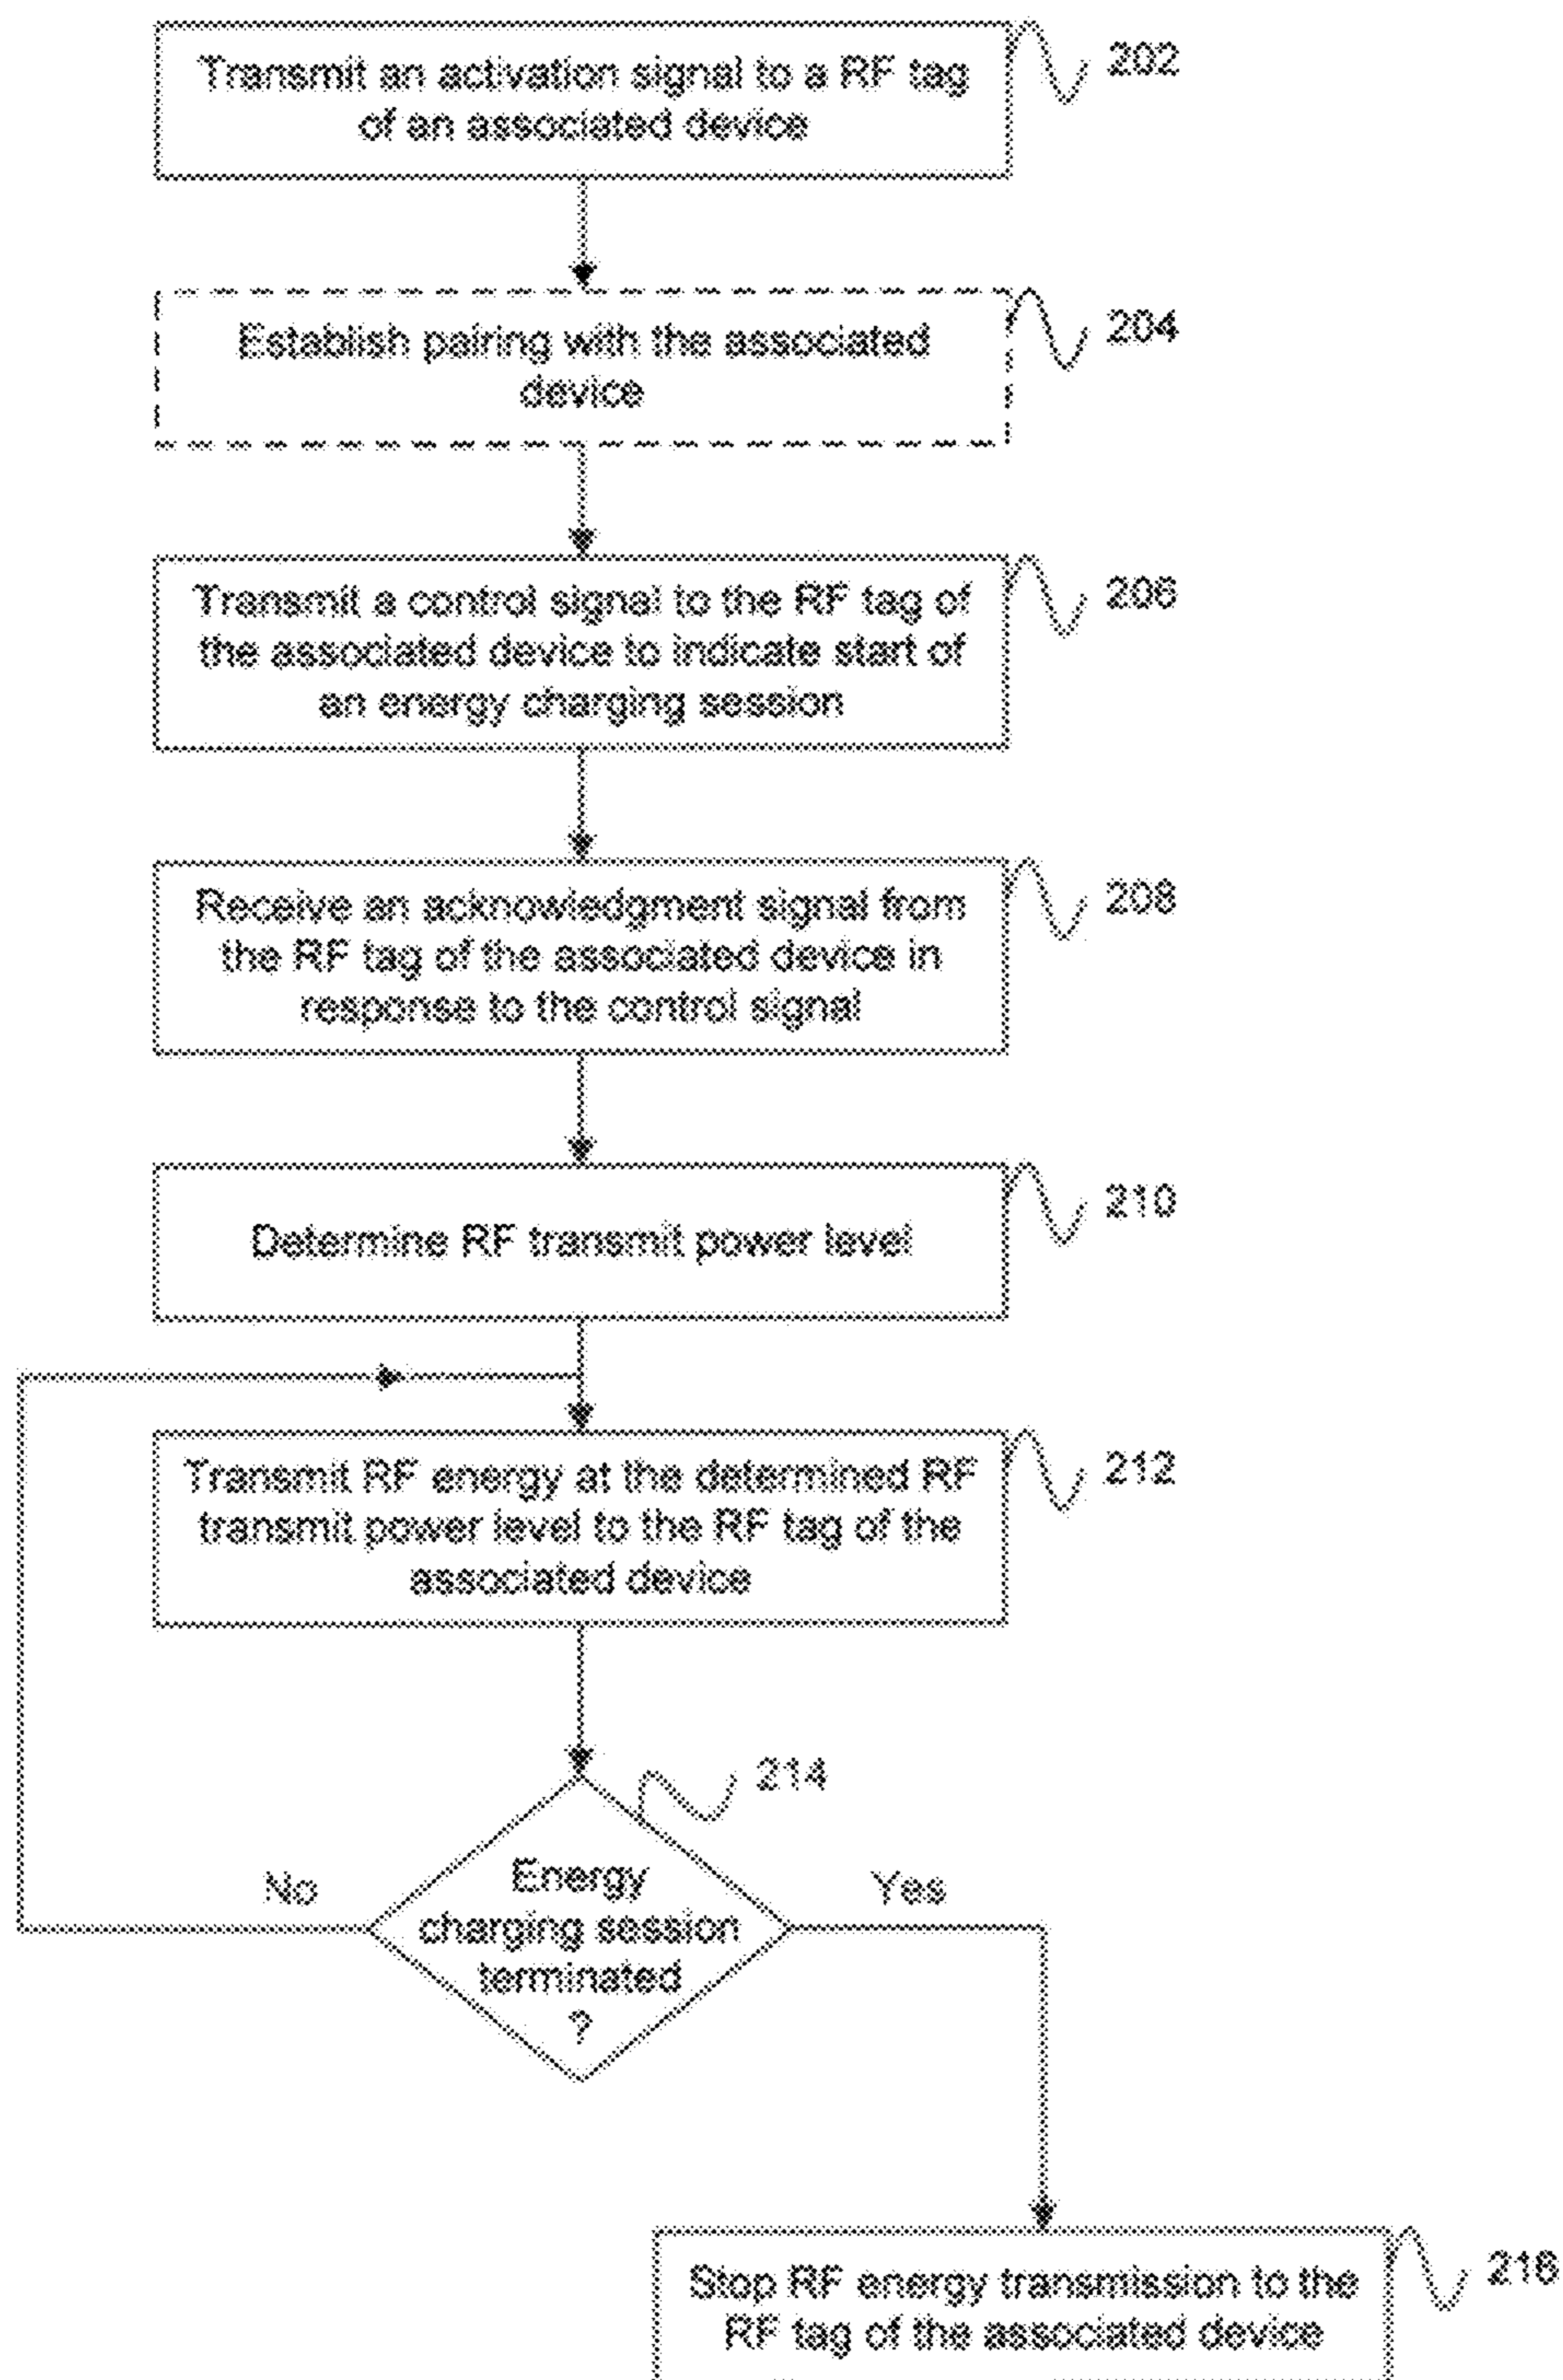 Transmit an activation signal to a RF tag
of an associated device
202
Establish pairing with the associated
device
204
Transmit a control signal to the RF tag of
the associated device to indicate start of
an energy charging session
206
Receive an acknowledgment signal from
the RF tag of the associated device in
response to the control signal
208
Determine RF transmit power level
210
Transmit RF energy at the determined RF
transmit power level to the RF tag of the
associated device
212
214
Energy
charging session
terminated
?
No
Yes
Stop RF energy transmission to the
RF tag of the associated device
216